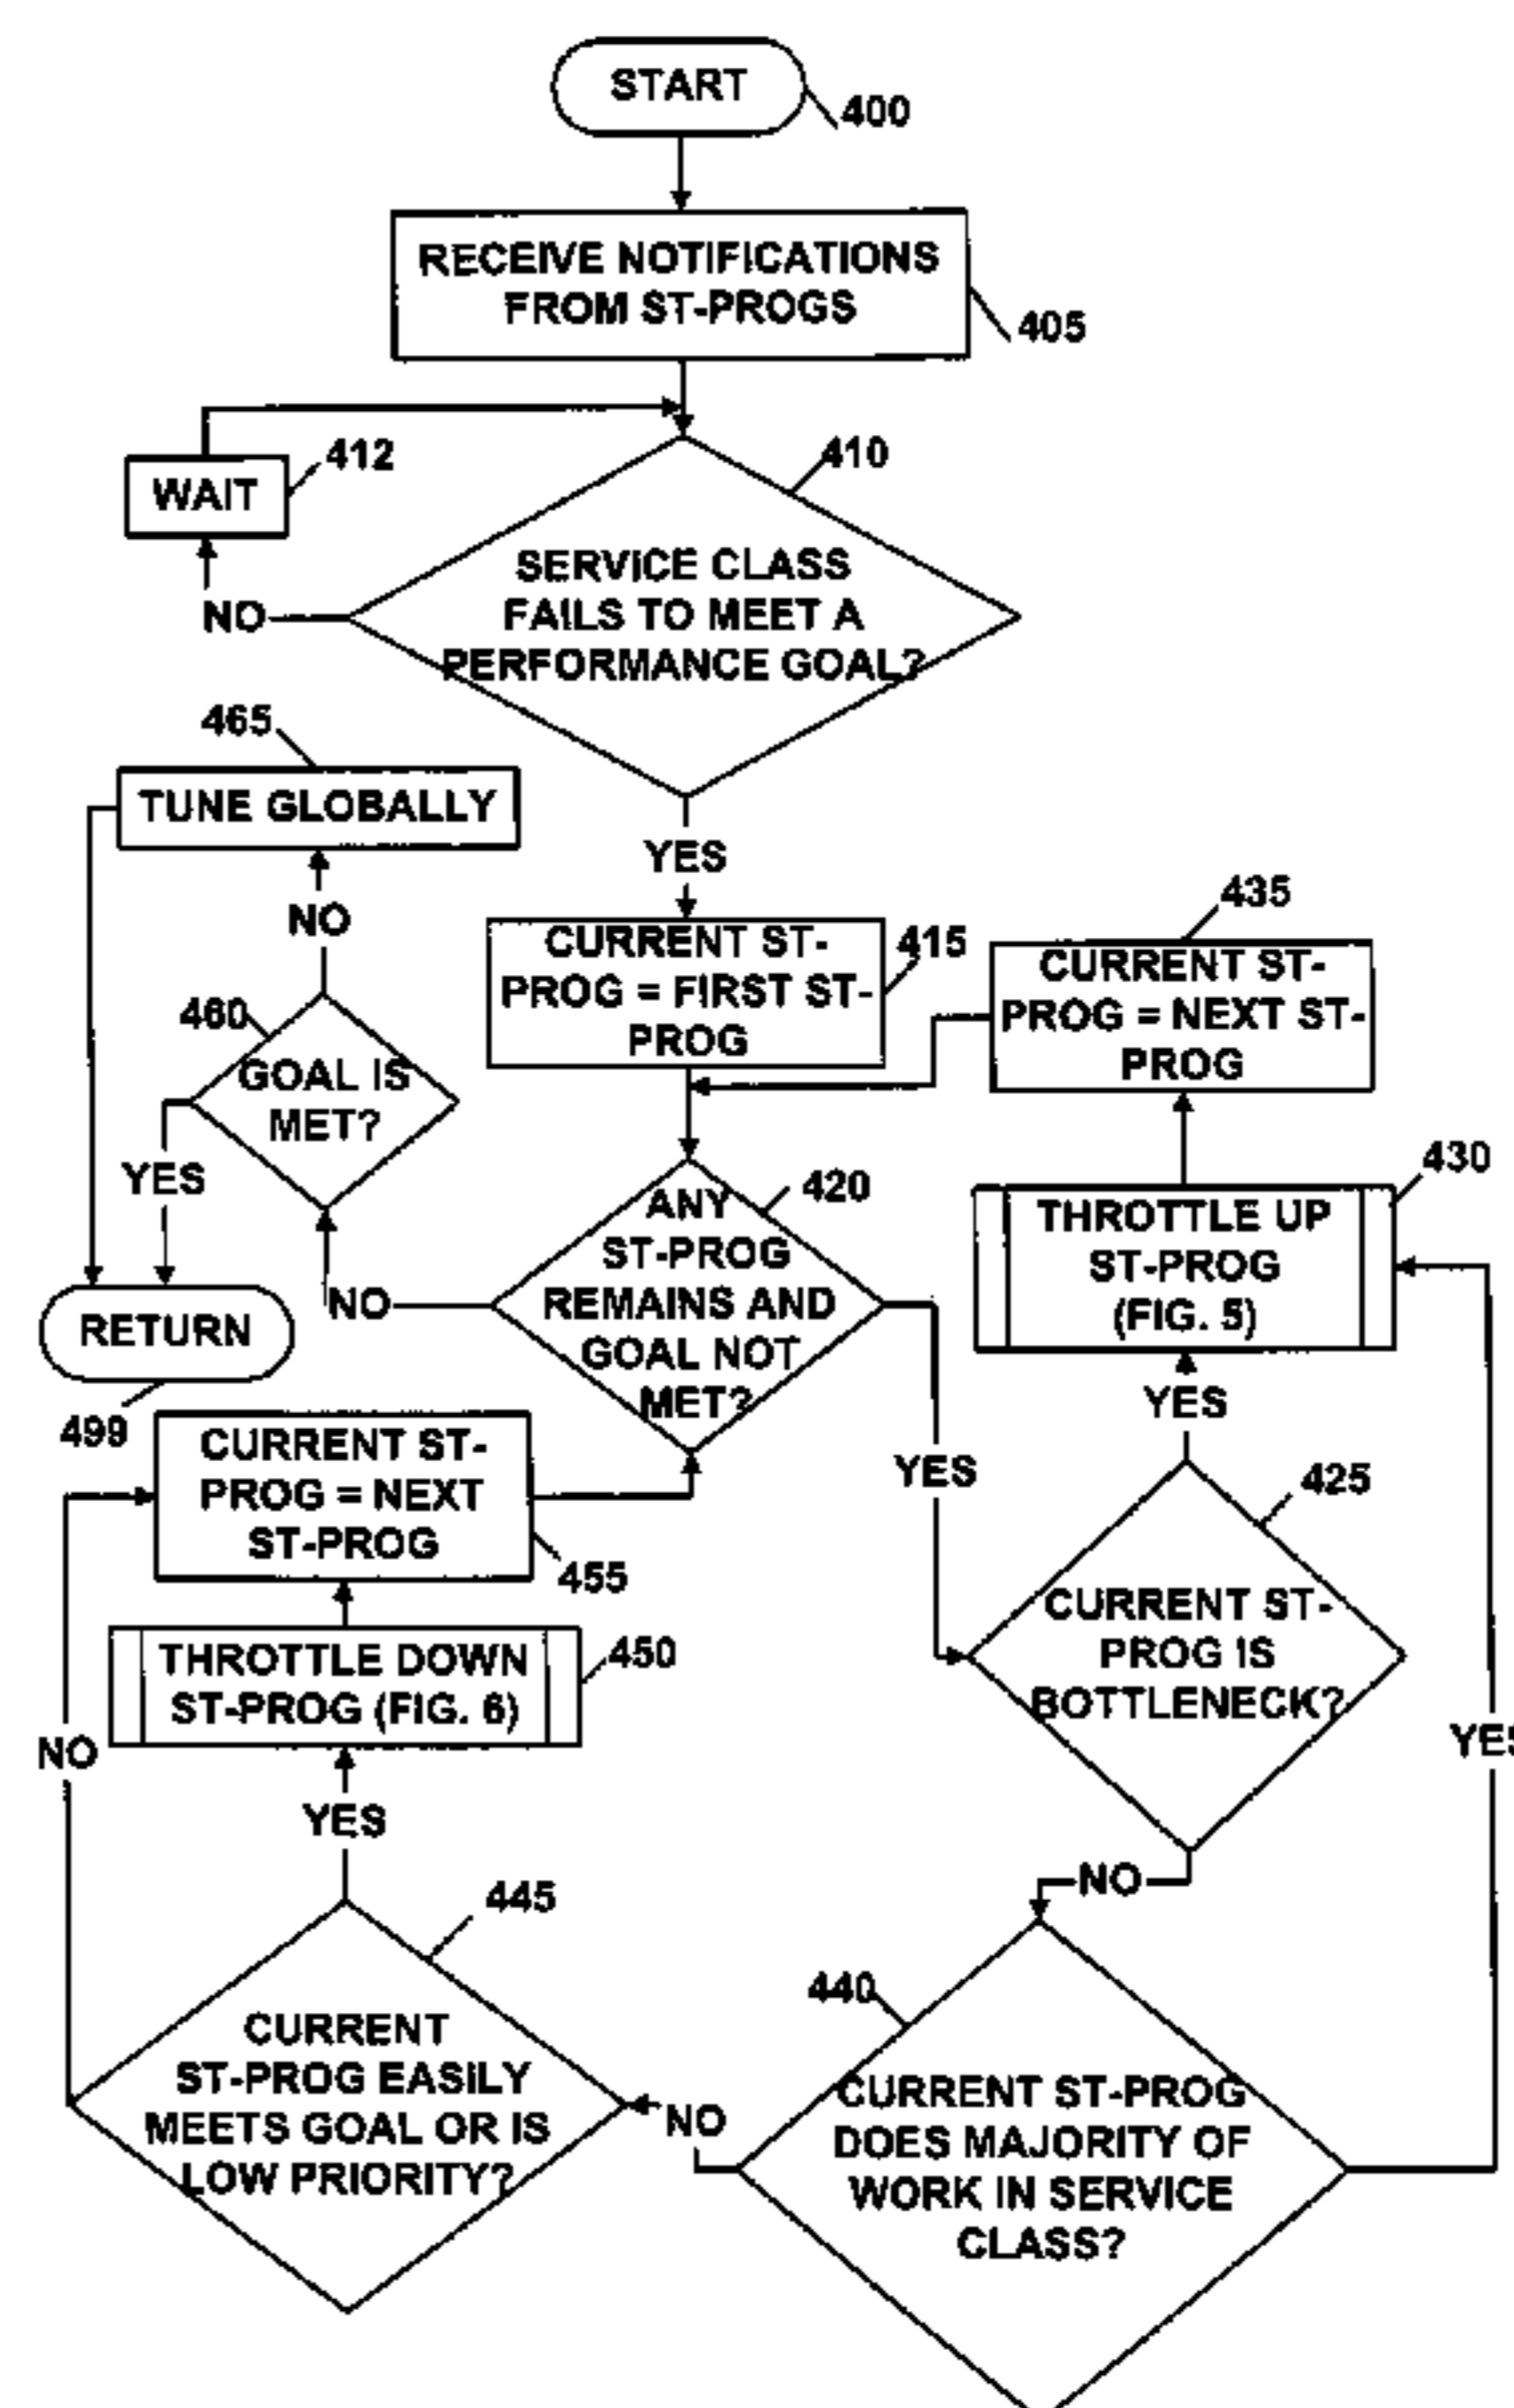 START
400
RECEIVE NOTIFICATIONS
FROM ST-PROGS
405
412
WAIT
410
SERVICE CLASS
FAILS TO MEET A
PERFORMANCE GOAL?
NO
465
TUNE GLOBALLY
YES
NO
435
CURRENT ST-
PROG = FIRST ST-
PROG
415
CURRENT ST-
PROG = NEXT ST-
PROG
460
GOAL IS
MET?
YES
430
420
ANY
ST-PROG
REMAINS AND
GOAL NOT
MET?
THROTTLE UP
ST-PROG
(FIG. 5)
NO
RETURN
499
YES
YES
425
CURRENT ST-
PROG = NEXT
ST-PROG
455
CURRENT ST-
PROG IS
BOTTLENECK?
THROTTLE DOWN
ST-PROG (FIG. 6)
450
NO
YES
YES
NO
445
440
CURRENT
ST-PROG EASILY
MEETS GOAL OR IS
LOW PRIORITY?
NO
CURRENT ST-PROG
DOES MAJORITY OF
WORK IN SERVICE
CLASS?